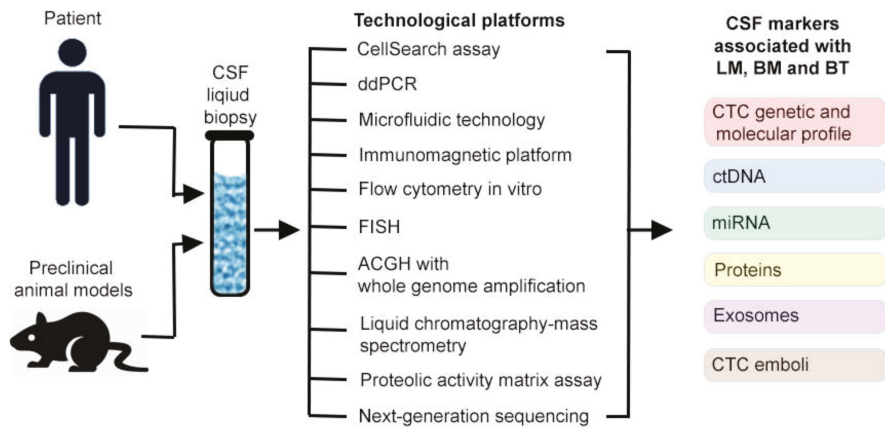 Patient
Preclinical
animal models
CSF
liqiud
biopsy
Technological platforms
CellSearch assay
ddPCR
Microfluidic technology
Immunomagnetic platform
Flow cytometry in vitro
FISH
ACGH with
whole genome amplification
Liquid chromatography-mass
spectrometry
Proteolic activity matrix assay
Next-generation sequencing
CSF markers
associated with
LM, BM and BT
CTC genetic and
molecular profile
ctDNA
miRNA
Proteins
Exosomes
CTC emboli